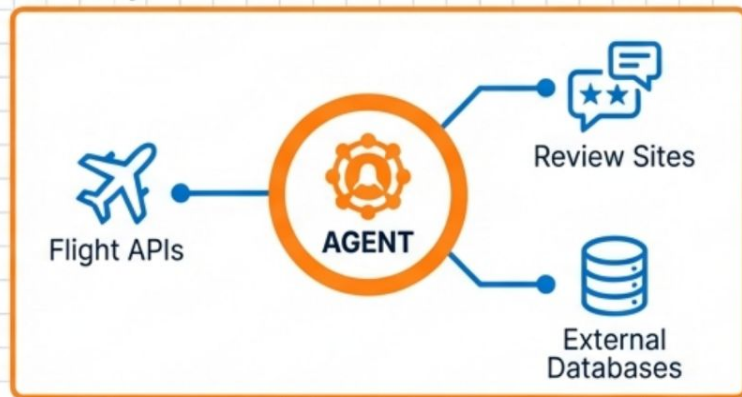 Flight APIs
AGENT
Review Sites
External
Databases